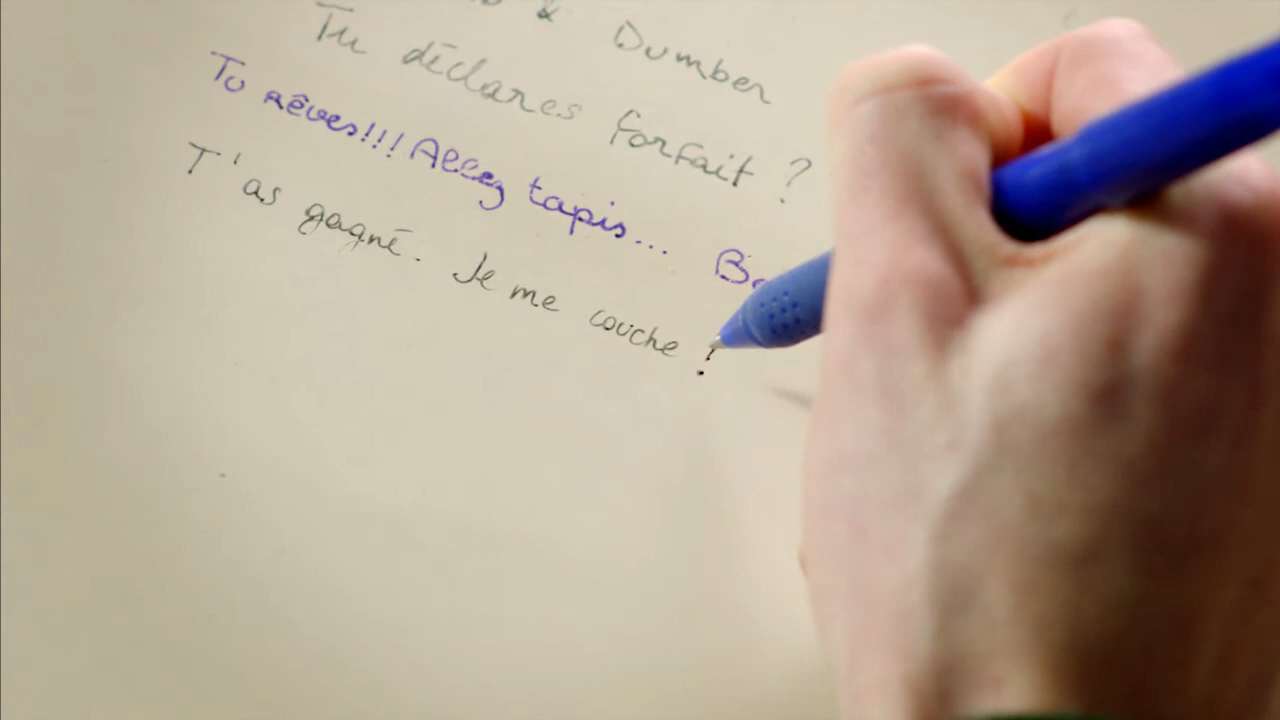 & Dumber
Tu déclares forfait ?
Tu rêves!!! Allez tapis...
T'as gagné. Je me couche !